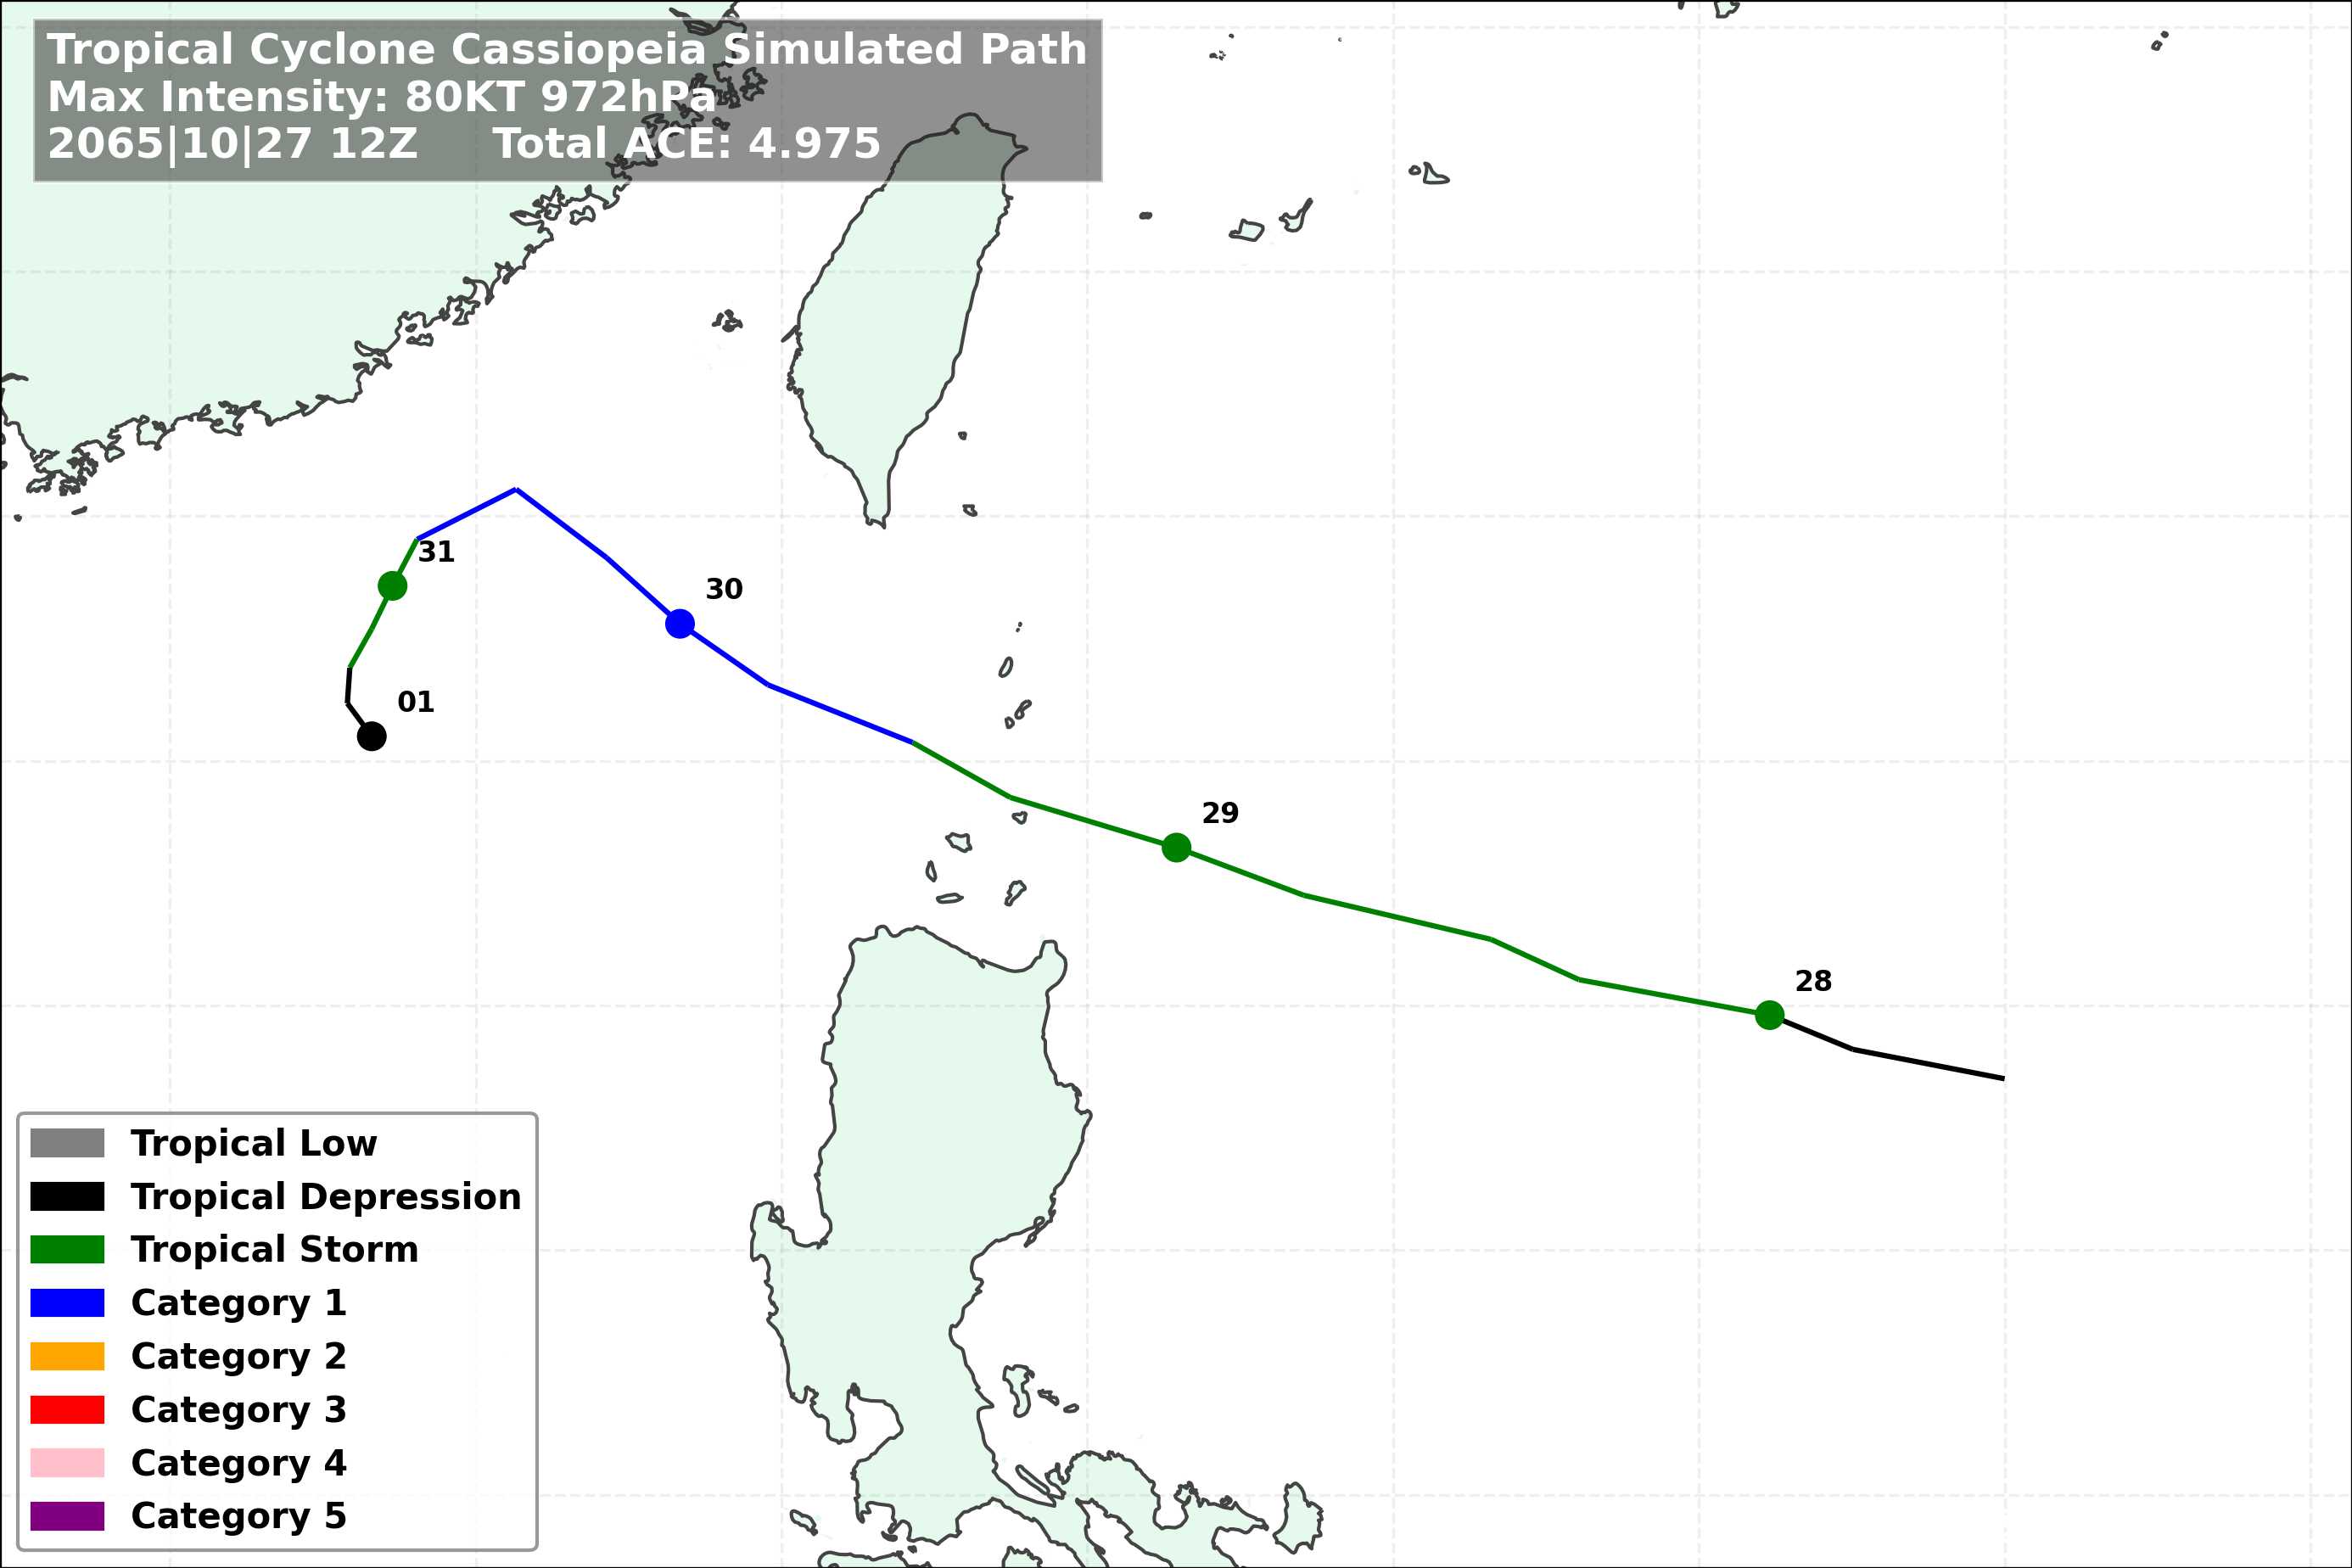 Tropical Cyclone Cassiopeia Simulated Path
Max Intensity: 80KT 972hPa
2065|10|27 12Z Total ACE: 4.975
31
30
01
29
28
Tropical Low
Tropical Depression
Tropical Storm
Category 1
Category 2
Category 3
Category 4
Category 5